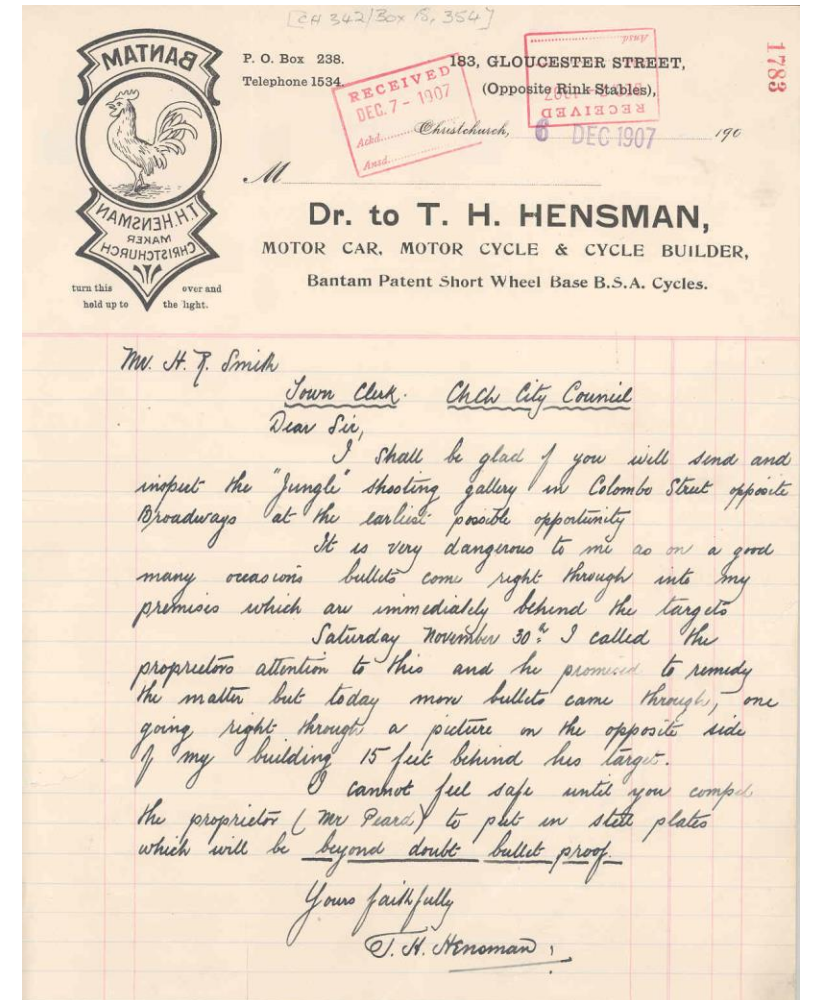 [CH 342/Box 15, 354]
BANTAM
T.H.HENSMAN
MAKER
CHRISTCHURCH
turn this over and
hold up to the light.
P. O. Box 238.
Telephone 1534.
RECEIVED
DEC. 7 - 1907
Ackd.
Ansd.
183, GLOUCESTER STREET,
(Opposite Rink Stables),
RECEIVED
1907
Ansd
1783
Christchurch, 6 DEC 1907 190
M
Dr. to T. H. HENSMAN,
MOTOR CAR, MOTOR CYCLE & CYCLE BUILDER,
Bantam Patent Short Wheel Base B.S.A. Cycles.
Mr. H. R. Smith
Town Clerk. ChCh City Council
Dear Sir,
I shall be glad if you will send and
inspect the "Jungle" shooting gallery in Colombo Street opposite
Broadways at the earliest possible opportunity
It is very dangerous to me as on a good
many occasions bullets come right through into my
premises which are immediately behind the targets
Saturday November 30th I called the
proprietors attention to this and he promised to remedy
the matter but today more bullets came through, one
going right through a picture on the opposite side
of my building 15 feet behind his target.
I cannot feel safe until you compel
the proprietor (Mr Peard) to put in steel plates
which will be beyond doubt bullet proof.
Yours faithfully
T. H. Hensman